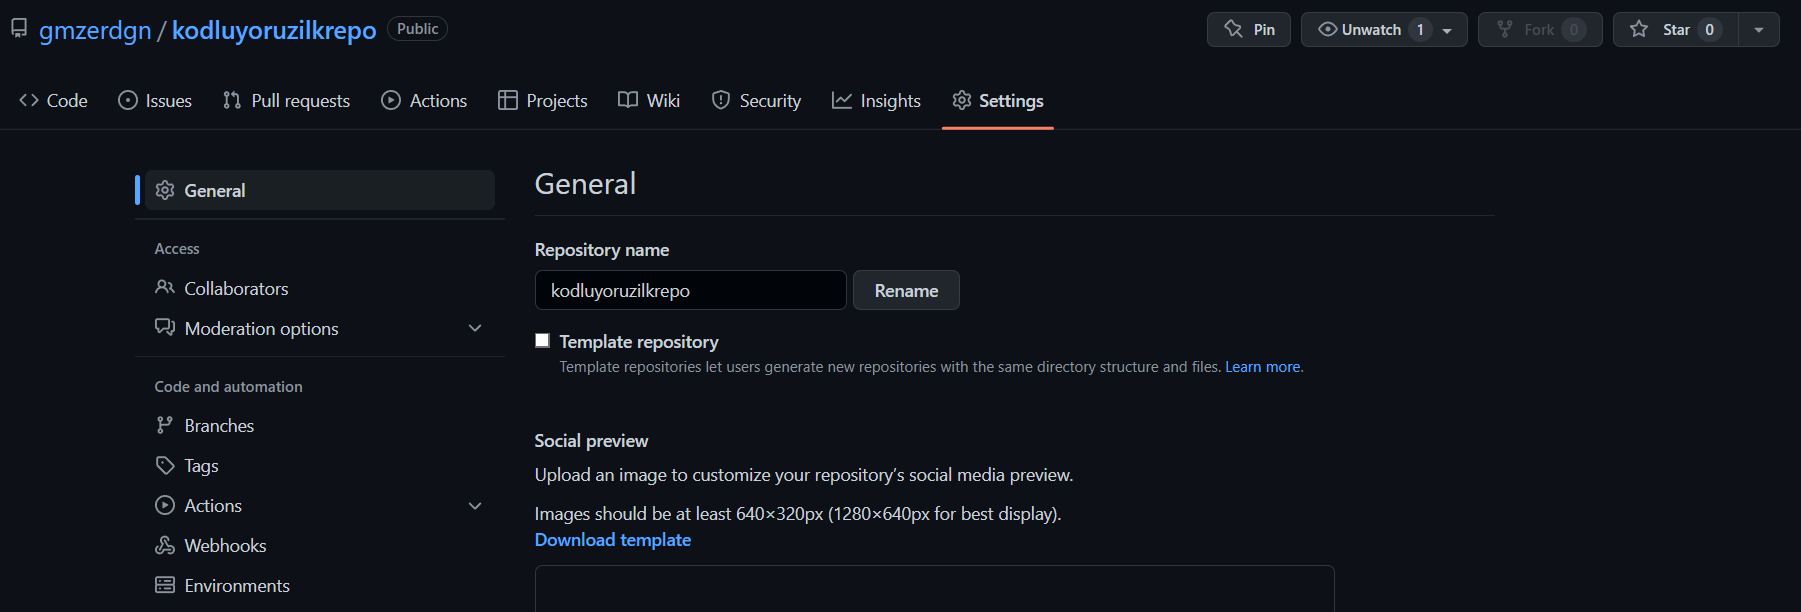 gmzerdgn / kodluyoruzilkrepo Public Pin Unwatch 1 Fork 0 Star 0
Code Issues Pull requests Actions Projects Wiki Security Insights Settings
General
Access
Collaborators
Moderation options
Code and automation
Branches
Tags
Actions
Webhooks
Environments
General
Repository name
kodluyoruzilkrepo Rename
Template repository
Template repositories let users generate new repositories with the same directory structure and files. Learn more.
Social preview
Upload an image to customize your repository’s social media preview.
Images should be at least 640×320px (1280×640px for best display).
Download template